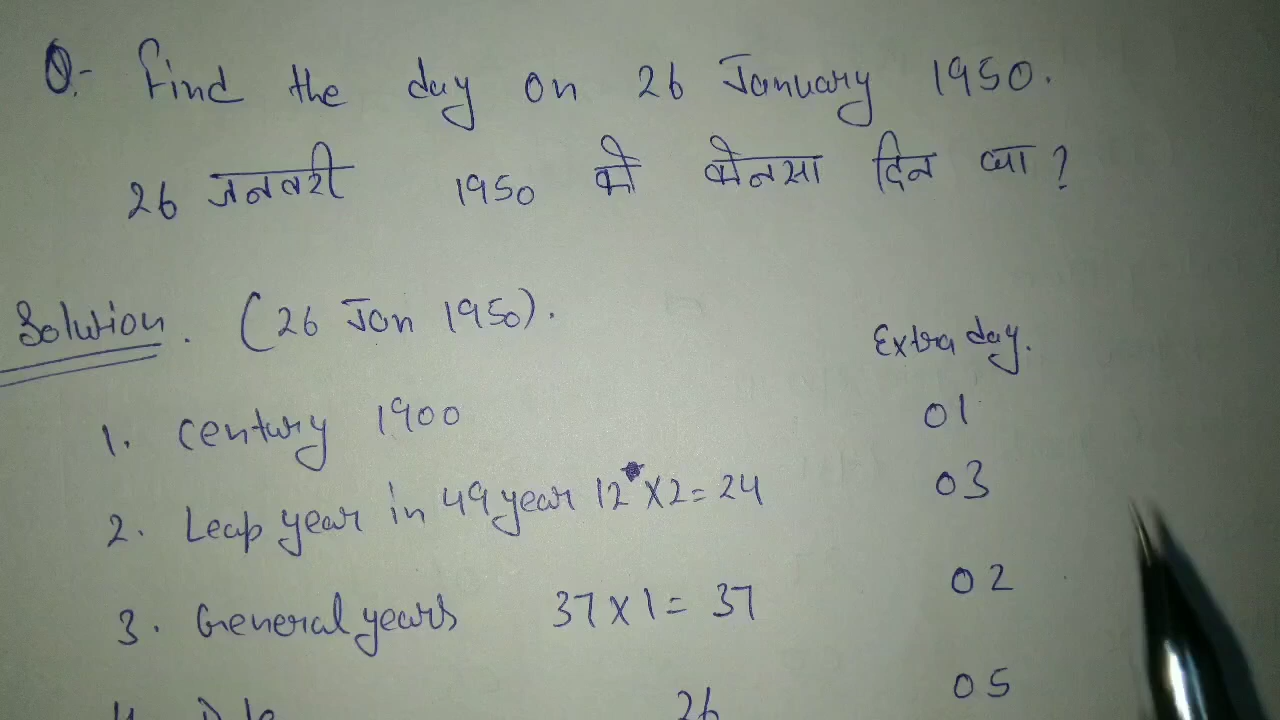 Q.- Find the day on 26 January 1950.
26 जनवरी 1950 को कोनसा दिन था ?
Solution. (26 Jan 1950).
Extra day.
1. Century 1900 01
2. Leap year in 49 year 12 X 2 = 24 03
3. General years 37 X 1 = 37 02
26 05